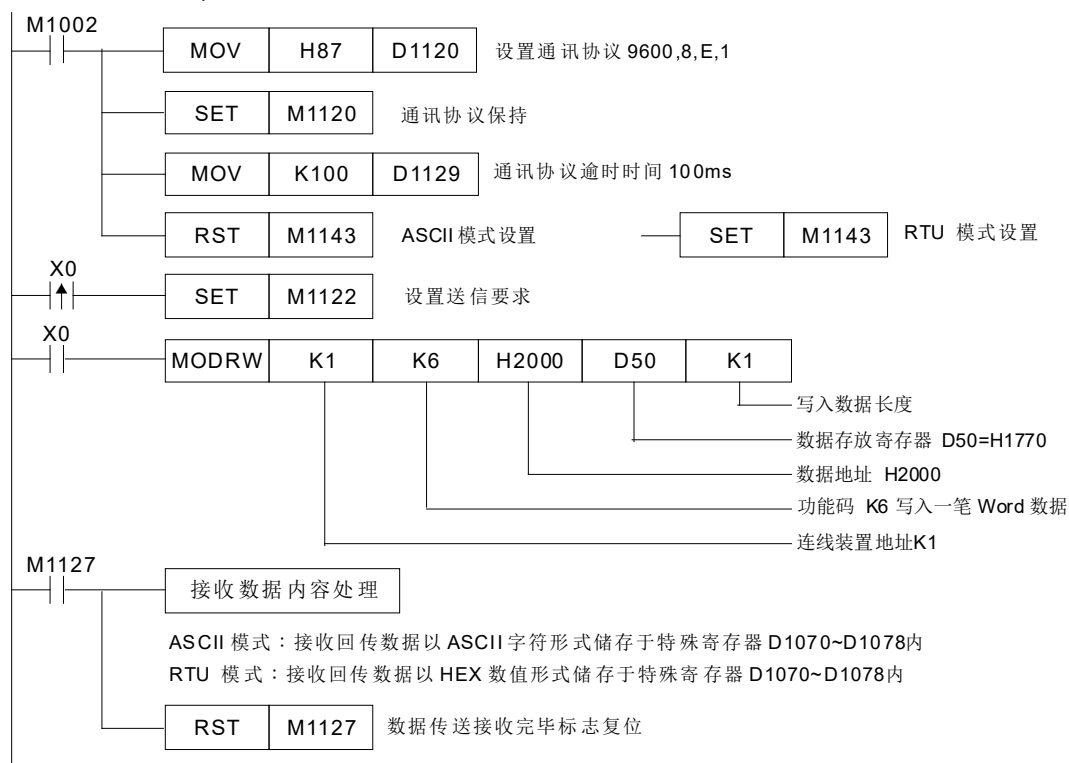 M1002
MOV H87 D1120 设置通讯协议 9600,8,E,1
SET M1120 通讯协议保持
MOV K100 D1129 通讯协议逾时时间 100ms
RST M1143 ASCII 模式设置 SET M1143 RTU 模式设置
X0
SET M1122 设置送信要求
X0
MODRW K1 K6 H2000 D50 K1
写入数据长度
数据存放寄存器 D50=H1770
数据地址 H2000
功能码 K6 写入一笔 Word 数据
连线装置地址K1
M1127
接收数据内容处理
ASCII 模式：接收回传数据以 ASCII 字符形式储存于特殊寄存器 D1070~D1078内
RTU 模式：接收回传数据以 HEX 数值形式储存于特殊寄存器 D1070~D1078内
RST M1127 数据传送接收完毕标志复位